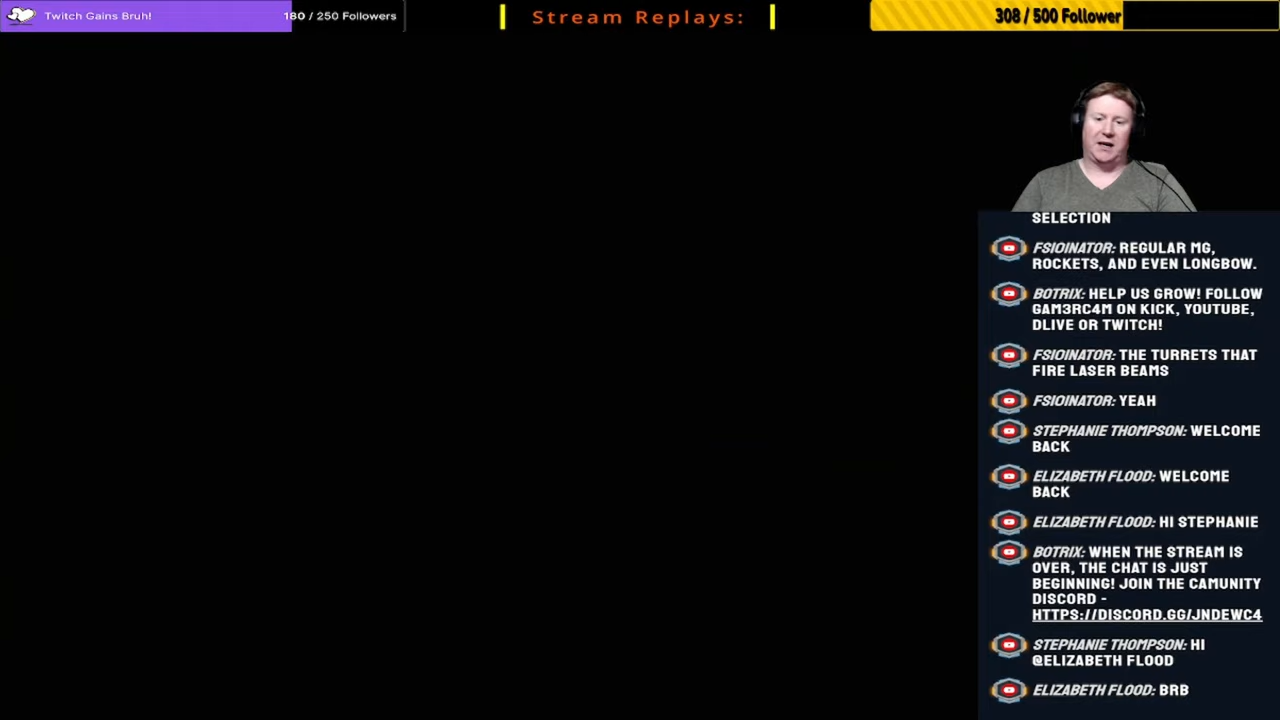 Twitch Gains Bruh!
180 / 250 Followers
Stream Replays:
308 / 500 Follower
SELECTION
FSIOINATOR: REGULAR MG,
ROCKETS, AND EVEN LONGBOW.
BOTRIX: HELP US GROW! FOLLOW
GAM3RC4M ON KICK, YOUTUBE,
DLIVE OR TWITCH!
FSIOINATOR: THE TURRETS THAT
FIRE LASER BEAMS
FSIOINATOR: YEAH
STEPHANIE THOMPSON: WELCOME
BACK
ELIZABETH FLOOD: WELCOME
BACK
ELIZABETH FLOOD: HI STEPHANIE
BOTRIX: WHEN THE STREAM IS
OVER, THE CHAT IS JUST
BEGINNING! JOIN THE CAMUNITY
DISCORD -
HTTPS://DISCORD.GG/JNDEWC4
STEPHANIE THOMPSON: HI
@ELIZABETH FLOOD
ELIZABETH FLOOD: BRB